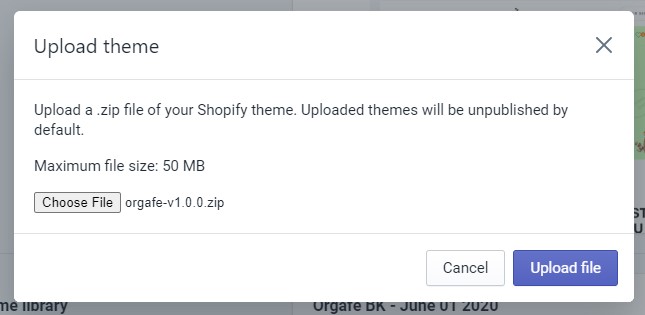 Upload theme
Upload a .zip file of your Shopify theme. Uploaded themes will be unpublished by
default.
Maximum file size: 50 MB
Choose File orgafe-v1.0.0.zip
ST
U
Cancel Upload file
me library Orgafe BK - June 01 2020